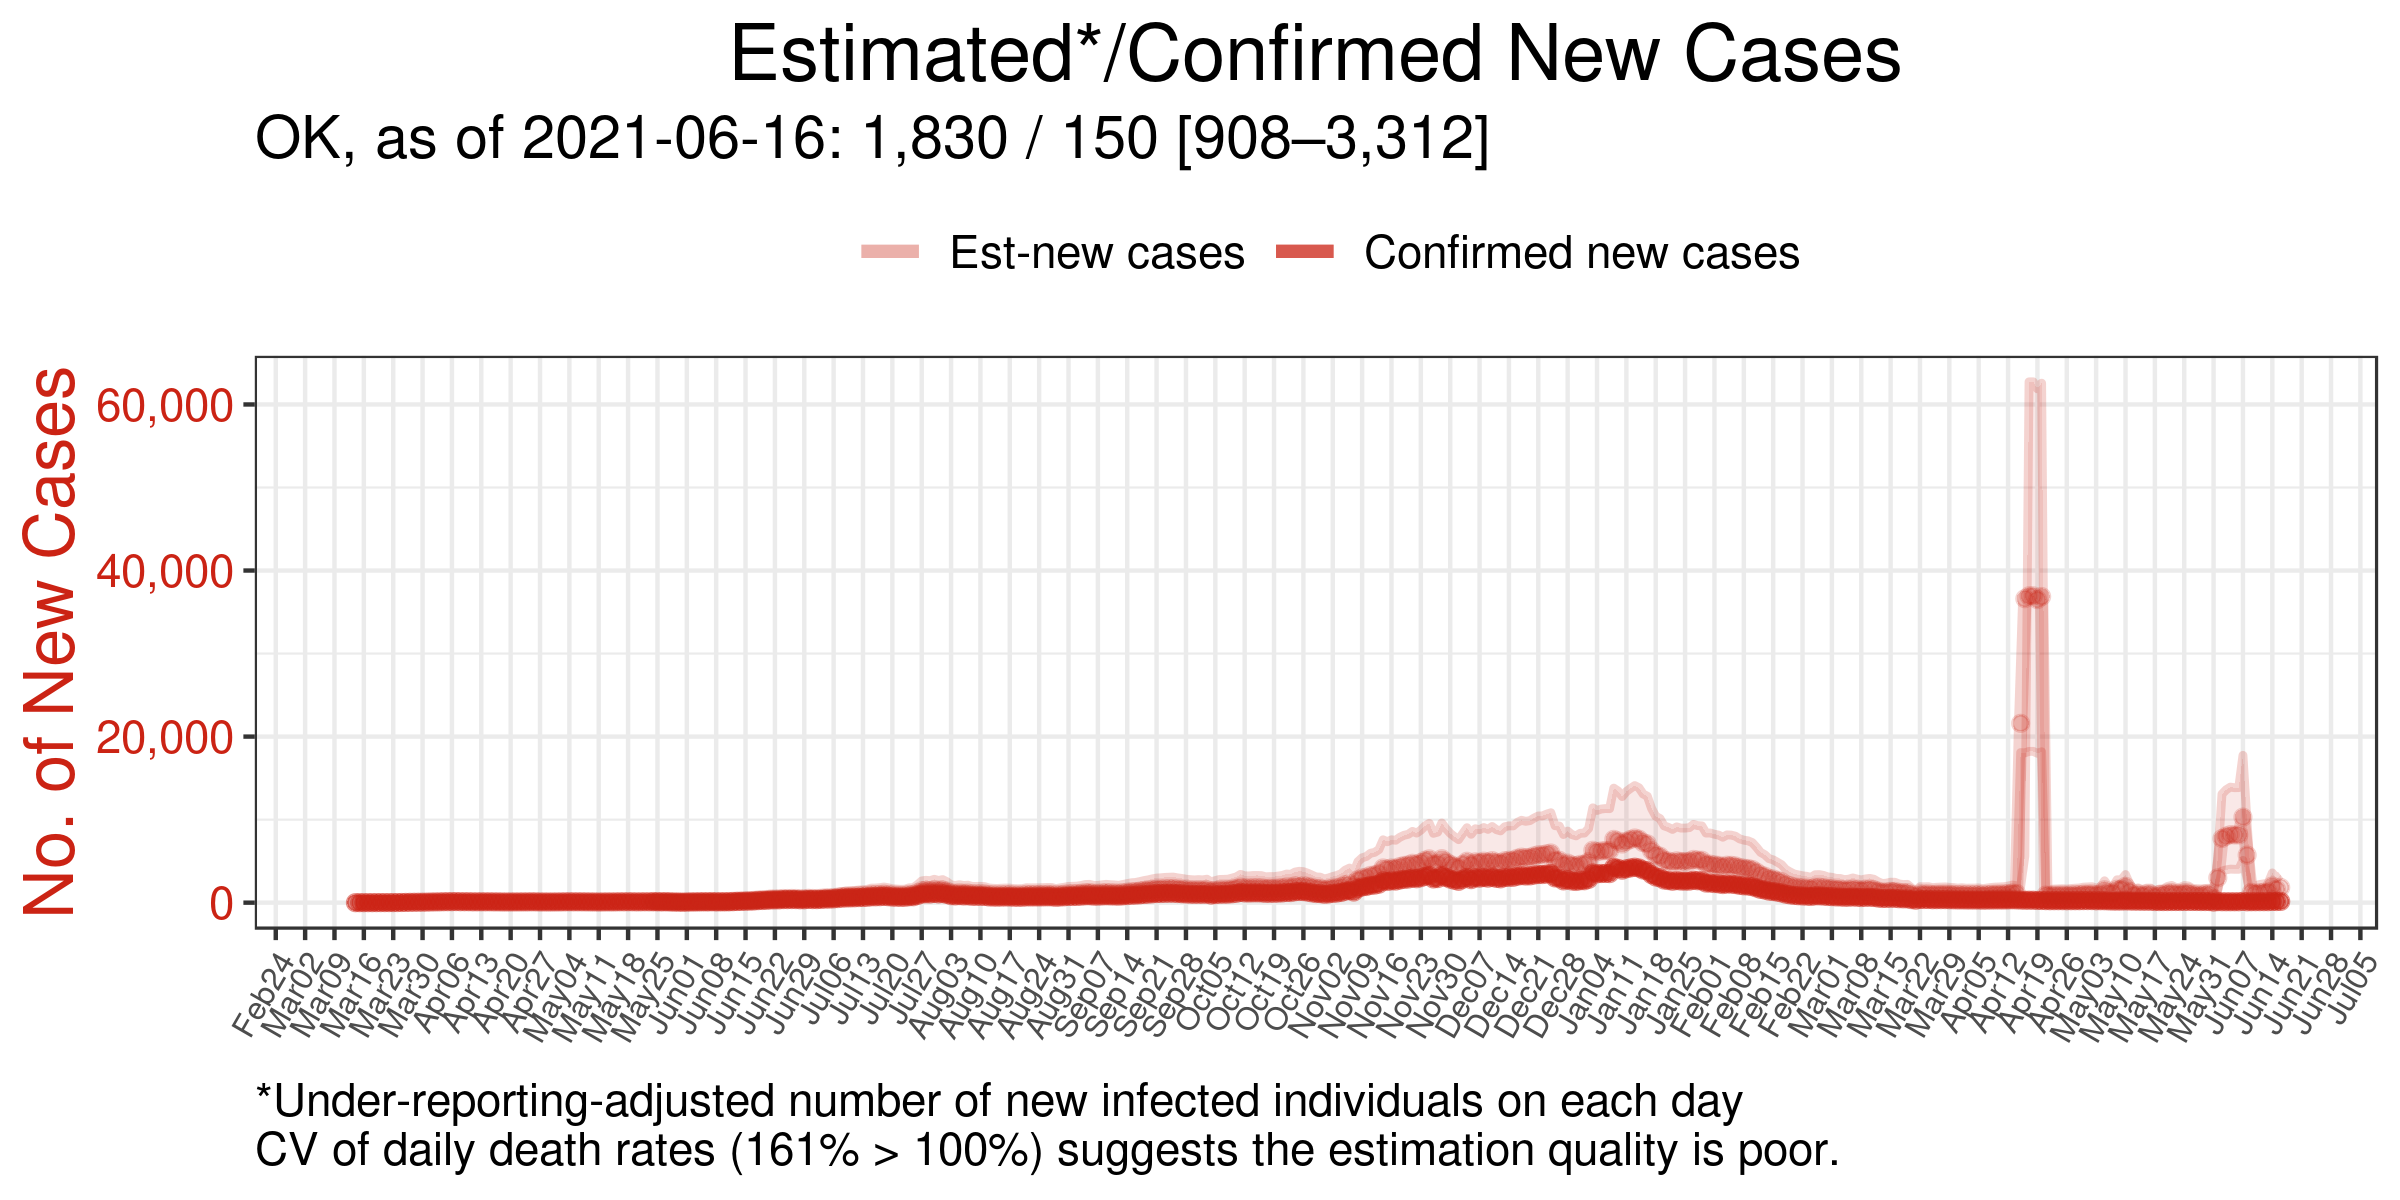 Estimated*/Confirmed New Cases
OK, as of 2021-06-16: 1,830 / 150 [908–3,312]
Est-new cases
Confirmed new cases
No. of New Cases
60,000
40,000
20,000
0
Feb24
Mar02
Mar09
Mar16
Mar23
Mar30
Apr06
Apr13
Apr20
Apr27
May04
May11
May18
May25
Jun01
Jun08
Jun15
Jun22
Jun29
Jul06
Jul13
Jul20
Jul27
Aug03
Aug10
Aug17
Aug24
Aug31
Sep07
Sep14
Sep21
Sep28
Oct05
Oct12
Oct19
Oct26
Nov02
Nov09
Nov16
Nov23
Nov30
Dec07
Dec14
Dec21
Dec28
Jan04
Jan11
Jan18
Jan25
Feb01
Feb08
Feb15
Feb22
Mar01
Mar08
Mar15
Mar22
Mar29
Apr05
Apr12
Apr19
Apr26
May03
May10
May17
May24
May31
Jun07
Jun14
Jun21
Jun28
Jul05
*Under-reporting-adjusted number of new infected individuals on each day
CV of daily death rates (161% > 100%) suggests the estimation quality is poor.